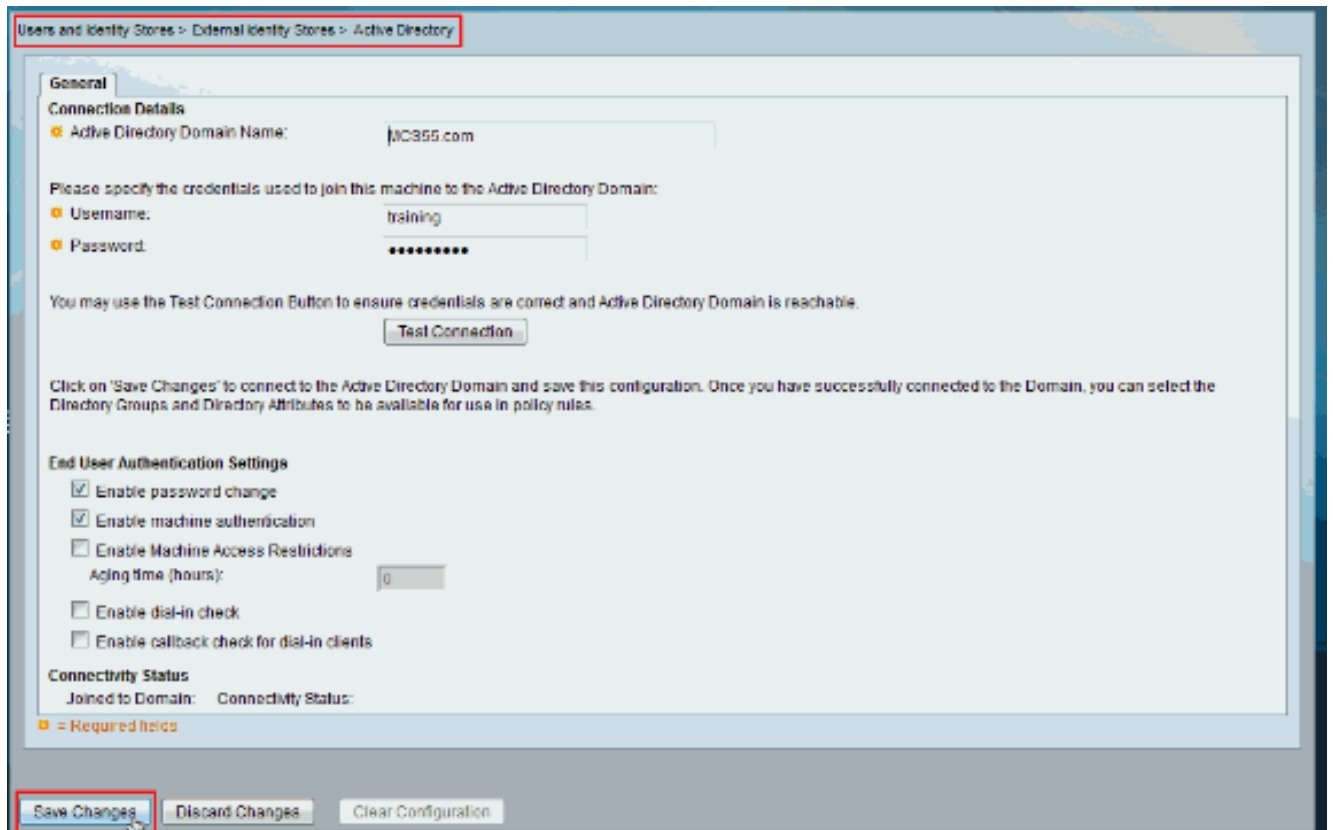 Users and Identity Stores > External Identity Stores > Active Directory
General
Connection Details
Active Directory Domain Name: MCS55.com
Please specify the credentials used to join this machine to the Active Directory Domain:
Username: training
Password: •••••••••
You may use the Test Connection Button to ensure credentials are correct and Active Directory Domain is reachable.
Test Connection
Click on 'Save Changes' to connect to the Active Directory Domain and save this configuration. Once you have successfully connected to the Domain, you can select the
Directory Groups and Directory Attributes to be available for use in policy rules.
End User Authentication Settings
Enable password change
Enable machine authentication
Enable Machine Access Restrictions
Aging time (hours): 0
Enable dial-in check
Enable callback check for dial-in clients
Connectivity Status
Joined to Domain: Connectivity Status:
= Required fields
Save Changes Discard Changes Clear Configuration